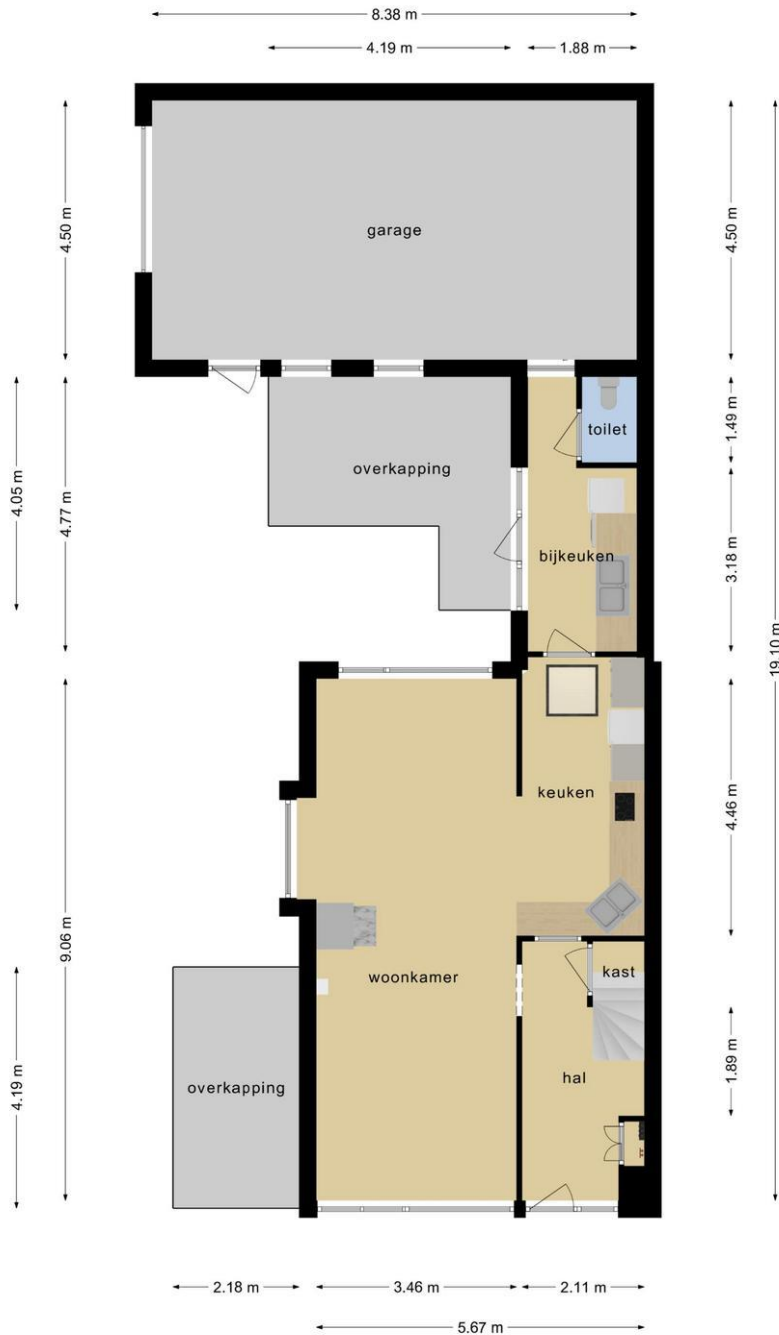 8.38 m
4.19 m
1.88 m
4.50 m
garage
4.50 m
4.05 m
4.77 m
overkapping
toilet
1.49 m
bijkeuken
3.18 m
19.10 m
keuken
4.46 m
9.06 m
woonkamer
kast
4.19 m
overkapping
hal
1.89 m
2.18 m
3.46 m
2.11 m
5.67 m